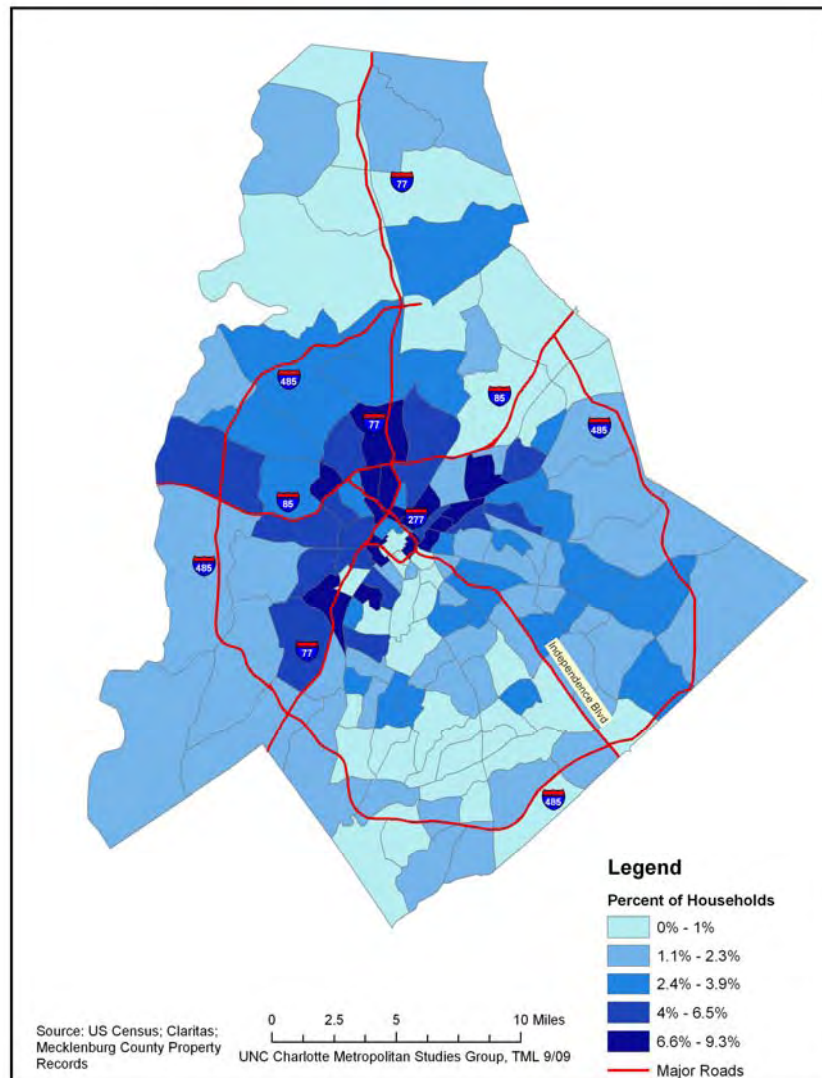 77
485
85
77
485
85
277
485
77
Independence Blvd
485
Legend
Percent of Households
0% - 1%
1.1% - 2.3%
2.4% - 3.9%
4% - 6.5%
6.6% - 9.3%
Major Roads
0 2.5 5 10 Miles
Source: US Census; Claritas;
Mecklenburg County Property
Records
UNC Charlotte Metropolitan Studies Group, TML 9/09